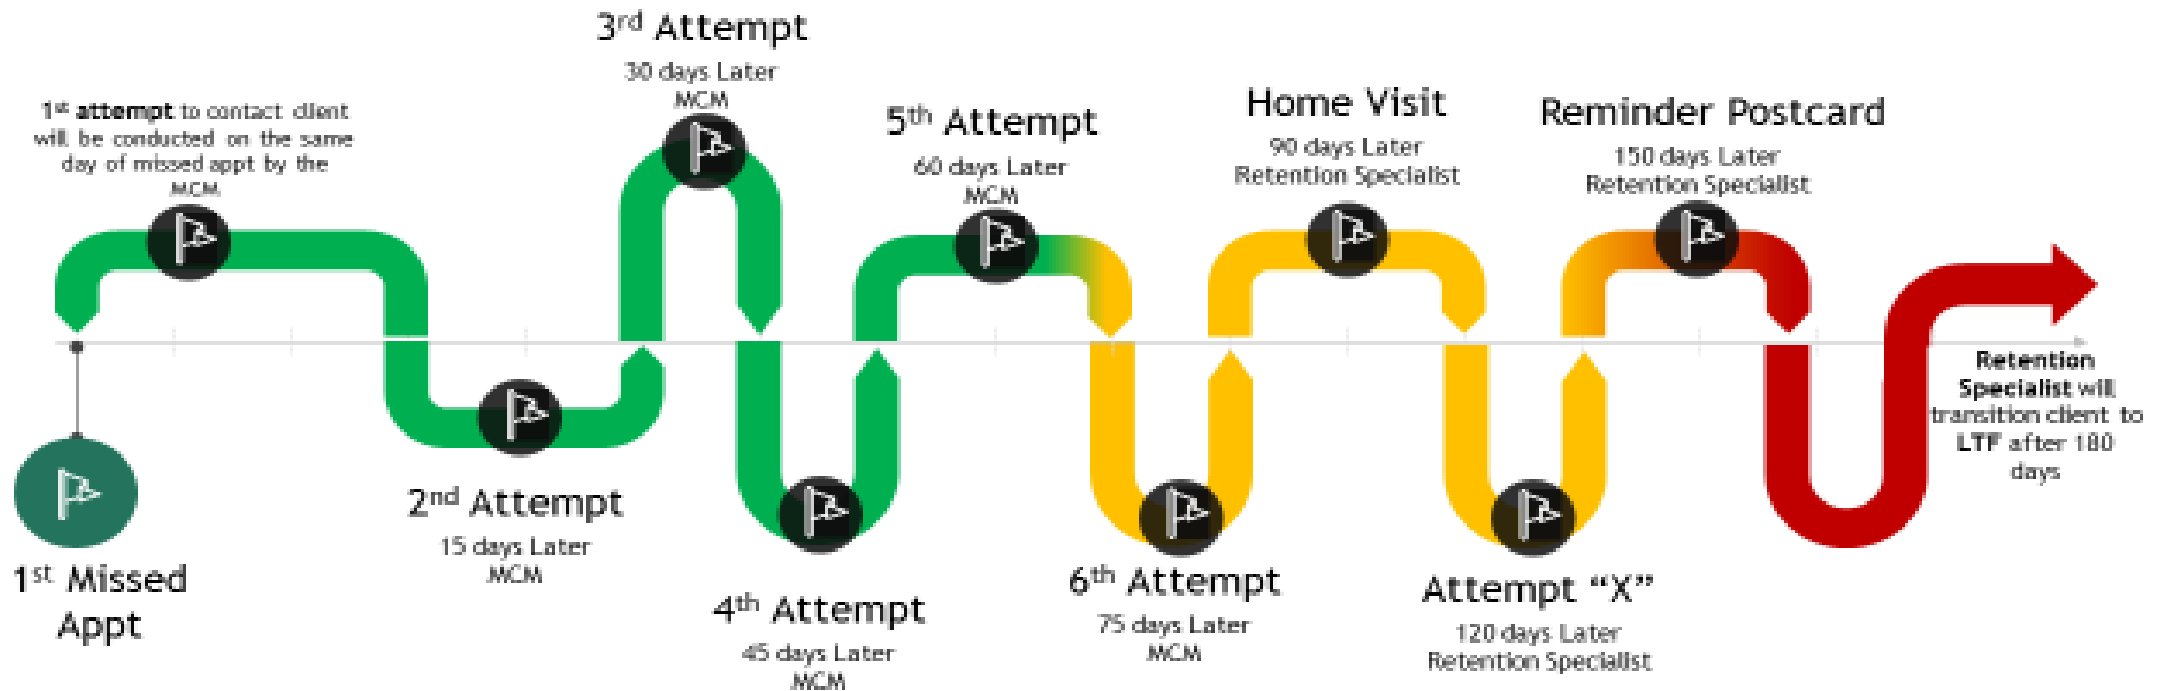 1st attempt to contact client
will be conducted on the same
day of missed appt by the
MCM
1st Missed
Appt
2nd Attempt
15 days Later
MCM
3rd Attempt
30 days Later
MCM
4th Attempt
45 days Later
MCM
5th Attempt
60 days Later
MCM
6th Attempt
75 days Later
MCM
Home Visit
90 days Later
Retention Specialist
Attempt “X”
120 days Later
Retention Specialist
Reminder Postcard
150 days Later
Retention Specialist
Retention
Specialist will
transition client to
LTF after 180
days